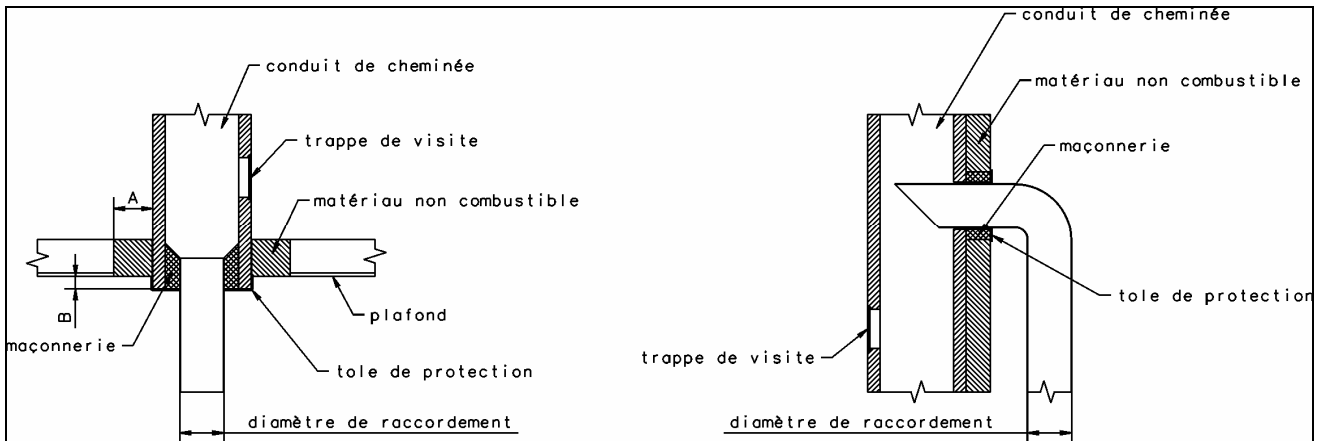 conduit de cheminée
trappe de visite
A
matériau non combustible
B
plafond
maçonnerie
tole de protection
diamètre de raccordement
conduit de cheminée
matériau non combustible
maçonnerie
tole de protection
trappe de visite
diamètre de raccordement